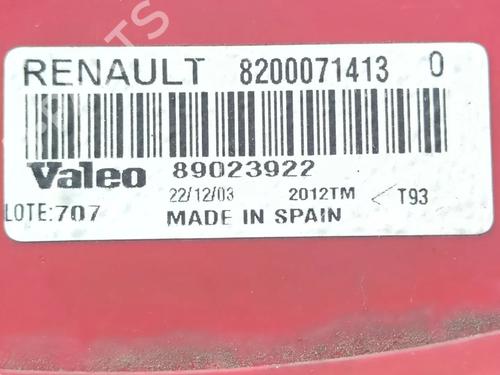 RENAULT 8200071413 0
Valeo 89023922
22/12/03 2012TM T93
LOTE:707 MADE IN SPAIN